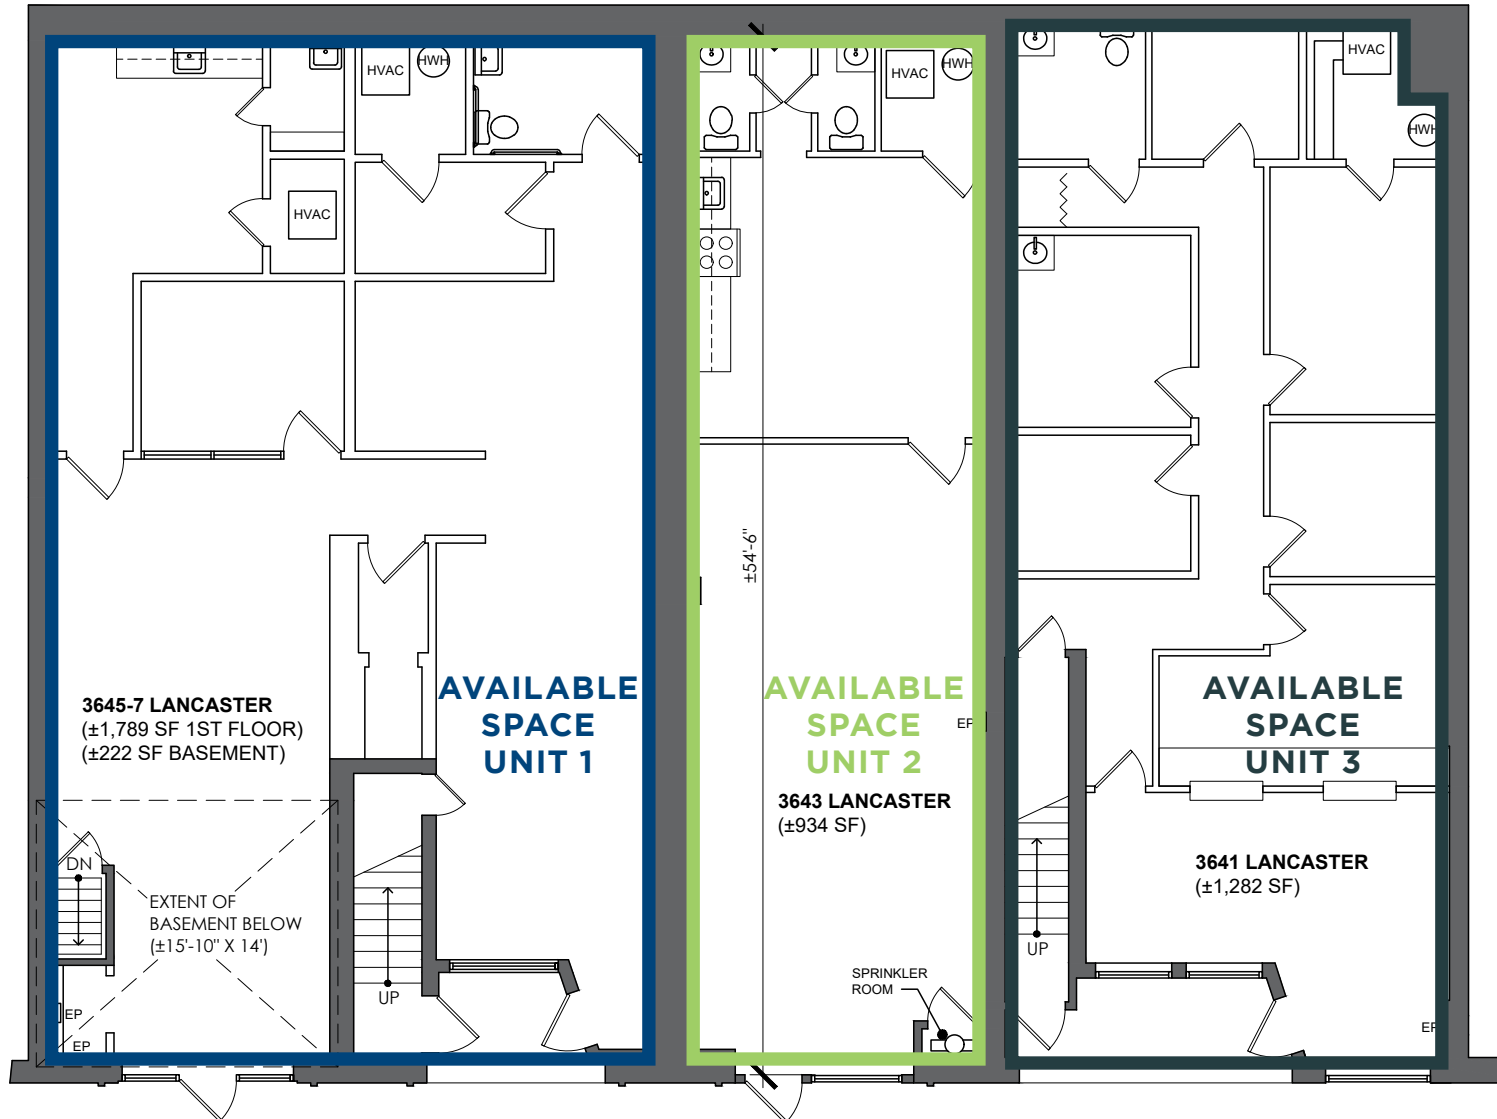 HVAC
HWH
HVAC
AVAILABLE
SPACE
UNIT 1
3645-7 LANCASTER
(±1,789 SF 1ST FLOOR)
(±222 SF BASEMENT)
DN
EXTENT OF
BASEMENT BELOW
(±15'-10" X 14')
UP
EP
EP
HVAC
HWH
±54'-6"
AVAILABLE
SPACE
UNIT 2
EP
3643 LANCASTER
(±934 SF)
SPRINKLER
ROOM
HVAC
HWH
AVAILABLE
SPACE
UNIT 3
3641 LANCASTER
(±1,282 SF)
UP
EP